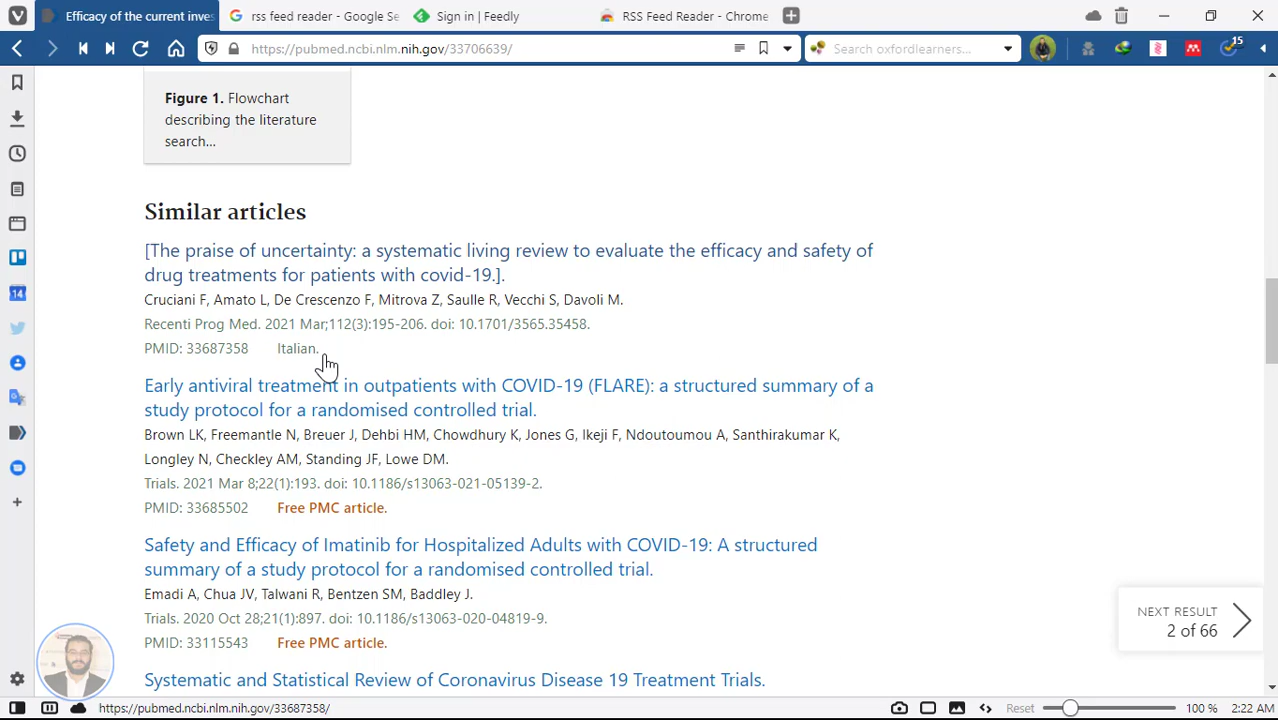 Efficacy of the current inves
rss feed reader - Google Se
Sign in | Feedly
RSS Feed Reader - Chrome
https://pubmed.ncbi.nlm.nih.gov/33706639/
Search oxfordlearners
15
Figure 1. Flowchart
describing the literature
search...
Similar articles
[The praise of uncertainty: a systematic living review to evaluate the efficacy and safety of
drug treatments for patients with covid-19.].
Cruciani F, Amato L, De Crescenzo F, Mitrova Z, Saulle R, Vecchi S, Davoli M.
Recenti Prog Med. 2021 Mar;112(3):195-206. doi: 10.1701/3565.35458.
PMID: 33687358 Italian.
Early antiviral treatment in outpatients with COVID-19 (FLARE): a structured summary of a
study protocol for a randomised controlled trial.
Brown LK, Freemantle N, Breuer J, Dehbi HM, Chowdhury K, Jones G, Ikeji F, Ndoutoumou A, Santhirakumar K,
Longley N, Checkley AM, Standing JF, Lowe DM.
Trials. 2021 Mar 8;22(1):193. doi: 10.1186/s13063-021-05139-2.
PMID: 33685502 Free PMC article.
Safety and Efficacy of Imatinib for Hospitalized Adults with COVID-19: A structured
summary of a study protocol for a randomised controlled trial.
Emadi A, Chua JV, Talwani R, Bentzen SM, Baddley J.
Trials. 2020 Oct 28;21(1):897. doi: 10.1186/s13063-020-04819-9.
PMID: 33115543 Free PMC article.
Systematic and Statistical Review of Coronavirus Disease 19 Treatment Trials.
NEXT RESULT
2 of 66
14
https://pubmed.ncbi.nlm.nih.gov/33687358/
Reset
100 %
2:22 AM